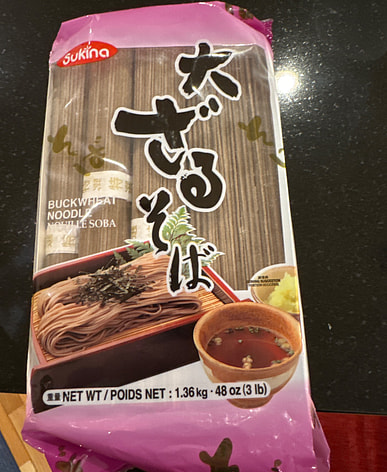 Sukina
大ざるそば
BUCKWHEAT
NOODLE
NOUILLE SOBA
重量 NET WT / POIDS NET : 1.36 kg · 48 oz (3 lb)